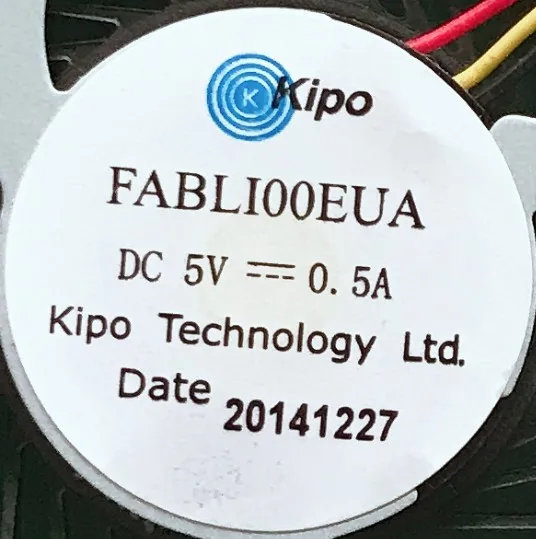 K Kipo
FABLI00EUA
DC 5V ⎓ 0. 5A
Kipo Technology Ltd.
Date 20141227